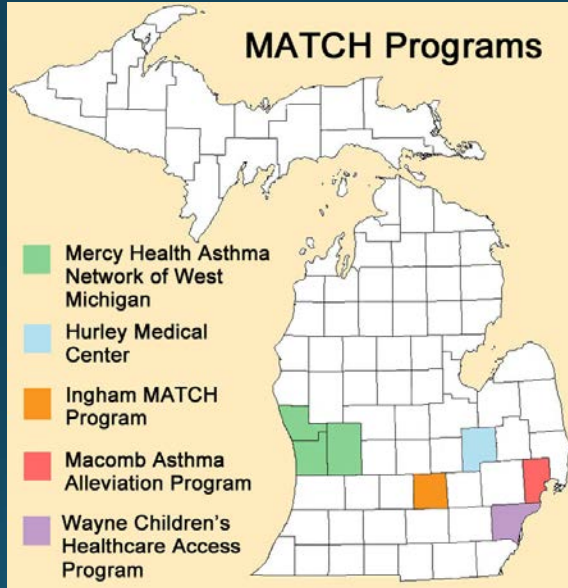 MATCH Programs
Mercy Health Asthma
Network of West
Michigan
Hurley Medical
Center
Ingham MATCH
Program
Macomb Asthma
Alleviation Program
Wayne Children's
Healthcare Access
Program